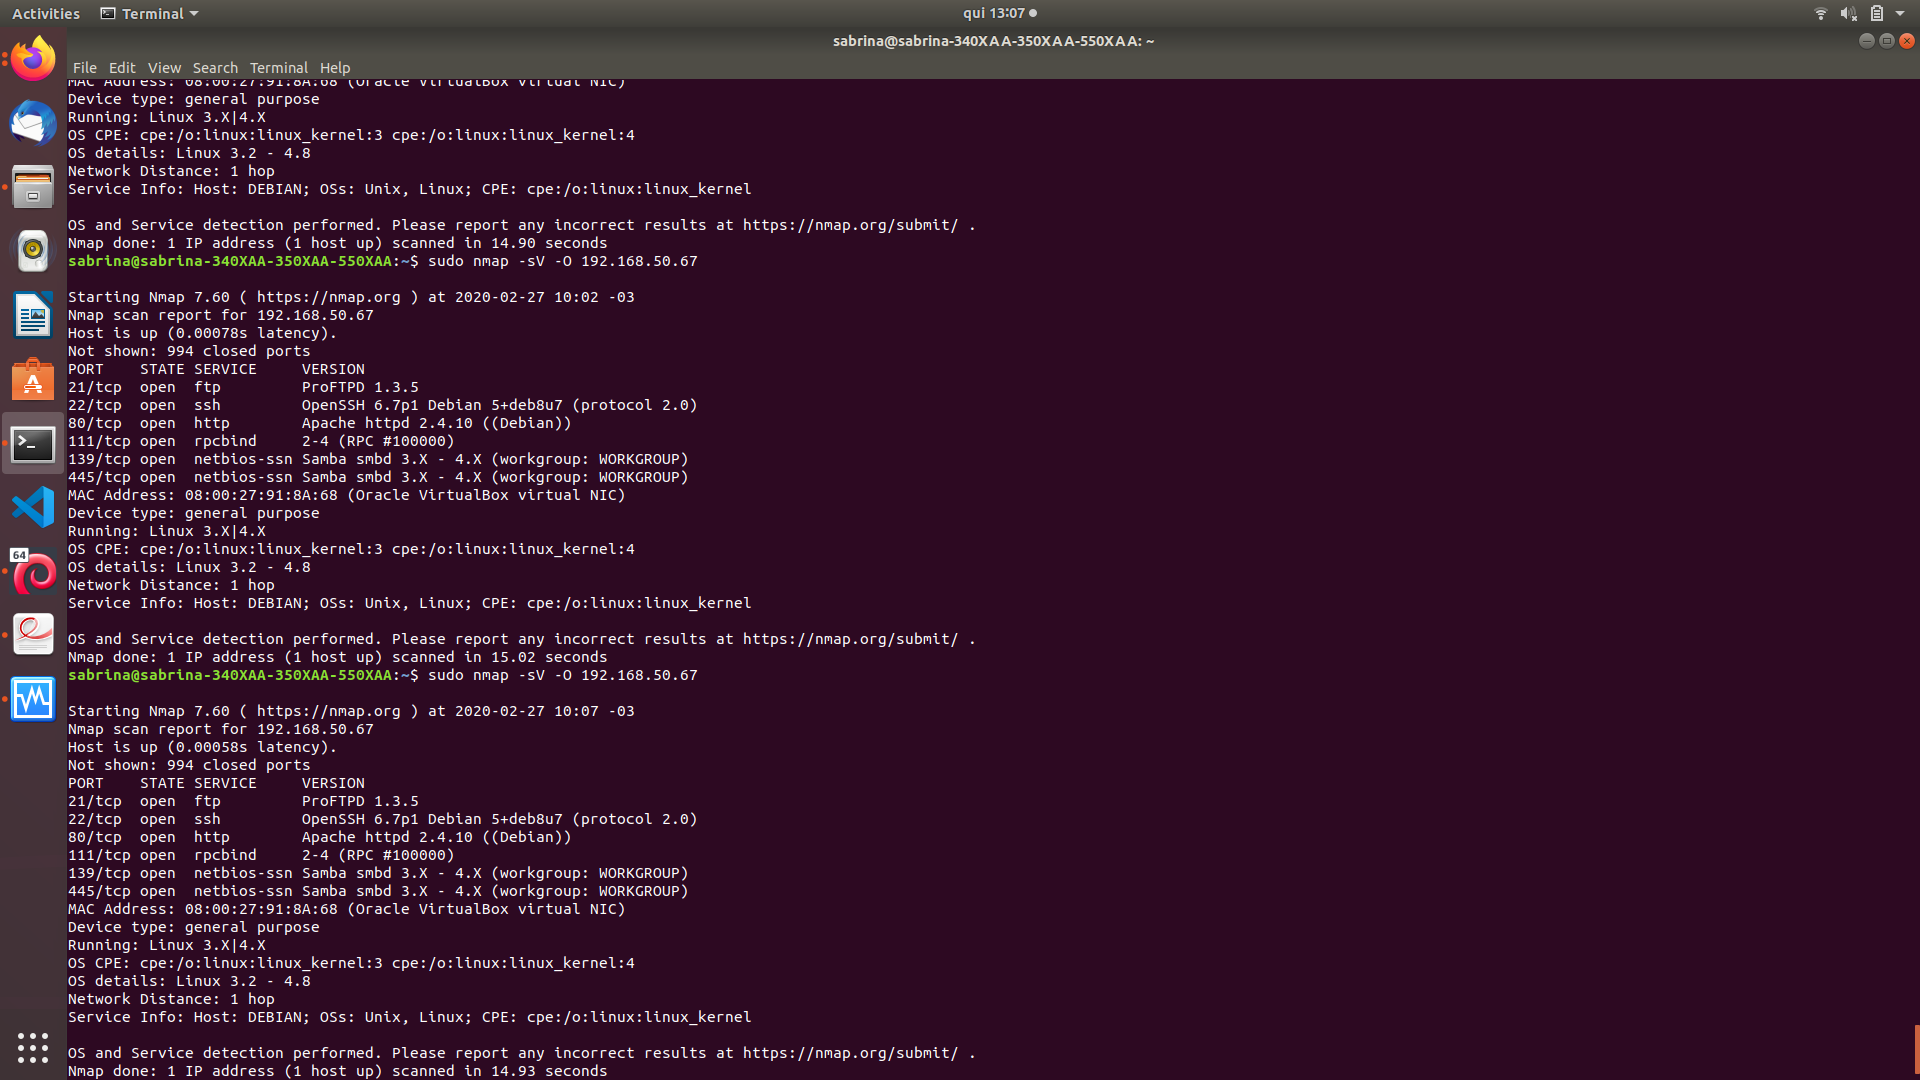 Activities Terminal qui 13:07
sabrina@sabrina-340XAA-350XAA-550XAA: ~
File Edit View Search Terminal Help
MAC Address: 08:00:27:91:8A:68 (Oracle VirtualBox virtual NIC)
Device type: general purpose
Running: Linux 3.X|4.X
OS CPE: cpe:/o:linux:linux_kernel:3 cpe:/o:linux:linux_kernel:4
OS details: Linux 3.2 - 4.8
Network Distance: 1 hop
Service Info: Host: DEBIAN; OSs: Unix, Linux; CPE: cpe:/o:linux:linux_kernel
OS and Service detection performed. Please report any incorrect results at https://nmap.org/submit/ .
Nmap done: 1 IP address (1 host up) scanned in 14.90 seconds
sabrina@sabrina-340XAA-350XAA-550XAA:~$ sudo nmap -sV -O 192.168.50.67
Starting Nmap 7.60 ( https://nmap.org ) at 2020-02-27 10:02 -03
Nmap scan report for 192.168.50.67
Host is up (0.00078s latency).
Not shown: 994 closed ports
PORT    STATE SERVICE     VERSION
21/tcp  open  ftp         ProFTPD 1.3.5
22/tcp  open  ssh         OpenSSH 6.7p1 Debian 5+deb8u7 (protocol 2.0)
80/tcp  open  http        Apache httpd 2.4.10 ((Debian))
111/tcp open  rpcbind     2-4 (RPC #100000)
139/tcp open  netbios-ssn Samba smbd 3.X - 4.X (workgroup: WORKGROUP)
445/tcp open  netbios-ssn Samba smbd 3.X - 4.X (workgroup: WORKGROUP)
MAC Address: 08:00:27:91:8A:68 (Oracle VirtualBox virtual NIC)
Device type: general purpose
Running: Linux 3.X|4.X
OS CPE: cpe:/o:linux:linux_kernel:3 cpe:/o:linux:linux_kernel:4
OS details: Linux 3.2 - 4.8
Network Distance: 1 hop
Service Info: Host: DEBIAN; OSs: Unix, Linux; CPE: cpe:/o:linux:linux_kernel
OS and Service detection performed. Please report any incorrect results at https://nmap.org/submit/ .
Nmap done: 1 IP address (1 host up) scanned in 15.02 seconds
sabrina@sabrina-340XAA-350XAA-550XAA:~$ sudo nmap -sV -O 192.168.50.67
Starting Nmap 7.60 ( https://nmap.org ) at 2020-02-27 10:07 -03
Nmap scan report for 192.168.50.67
Host is up (0.00058s latency).
Not shown: 994 closed ports
PORT    STATE SERVICE     VERSION
21/tcp  open  ftp         ProFTPD 1.3.5
22/tcp  open  ssh         OpenSSH 6.7p1 Debian 5+deb8u7 (protocol 2.0)
80/tcp  open  http        Apache httpd 2.4.10 ((Debian))
111/tcp open  rpcbind     2-4 (RPC #100000)
139/tcp open  netbios-ssn Samba smbd 3.X - 4.X (workgroup: WORKGROUP)
445/tcp open  netbios-ssn Samba smbd 3.X - 4.X (workgroup: WORKGROUP)
MAC Address: 08:00:27:91:8A:68 (Oracle VirtualBox virtual NIC)
Device type: general purpose
Running: Linux 3.X|4.X
OS CPE: cpe:/o:linux:linux_kernel:3 cpe:/o:linux:linux_kernel:4
OS details: Linux 3.2 - 4.8
Network Distance: 1 hop
Service Info: Host: DEBIAN; OSs: Unix, Linux; CPE: cpe:/o:linux:linux_kernel
OS and Service detection performed. Please report any incorrect results at https://nmap.org/submit/ .
Nmap done: 1 IP address (1 host up) scanned in 14.93 seconds
64